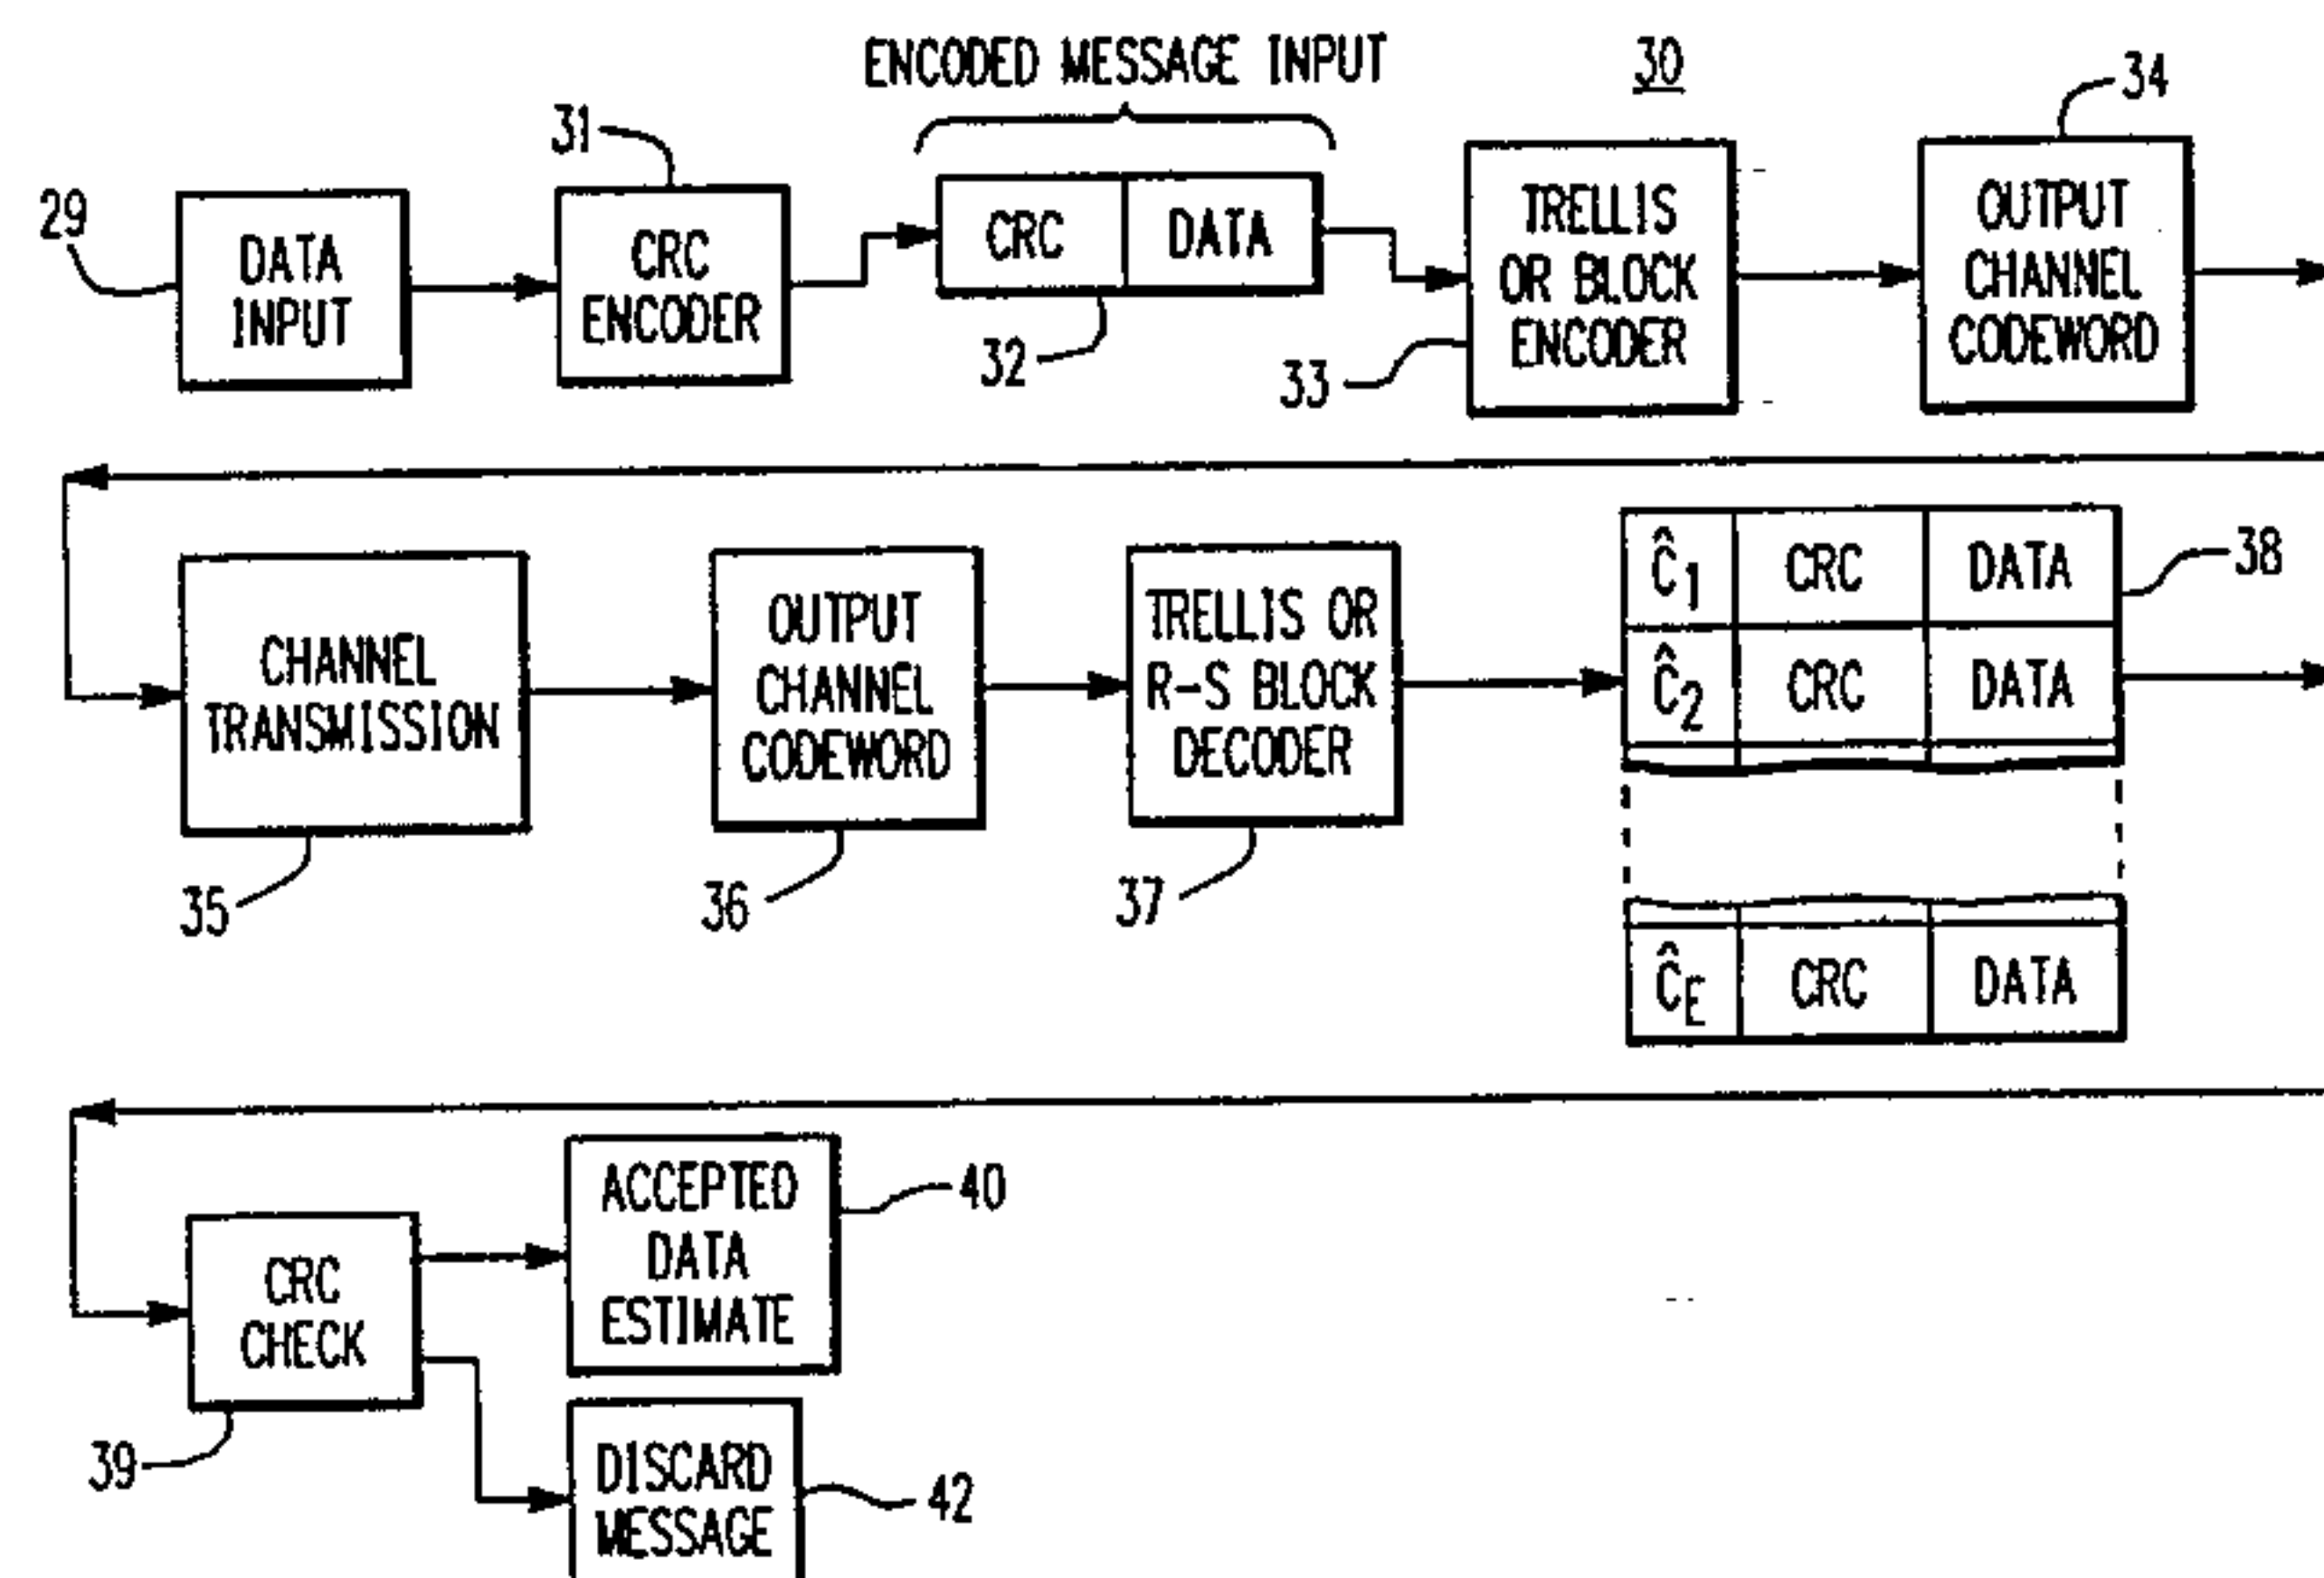 ENCODED MESSAGE INPUT
30
34
31
29
DATA
INPUT
CRC
ENCODER
CRC DATA
32
TRELLIS
OR BLOCK
ENCODER
33
OUTPUT
CHANNEL
CODEWORD
CHANNEL
TRANSMISSION
35
OUTPUT
CHANNEL
CODEWORD
36
TRELLIS OR
R-S BLOCK
DECODER
37
Ĉ1 CRC DATA
38
Ĉ2 CRC DATA
ĈE CRC DATA
CRC
CHECK
39
ACCEPTED
DATA
ESTIMATE
40
DISCARD
MESSAGE
42